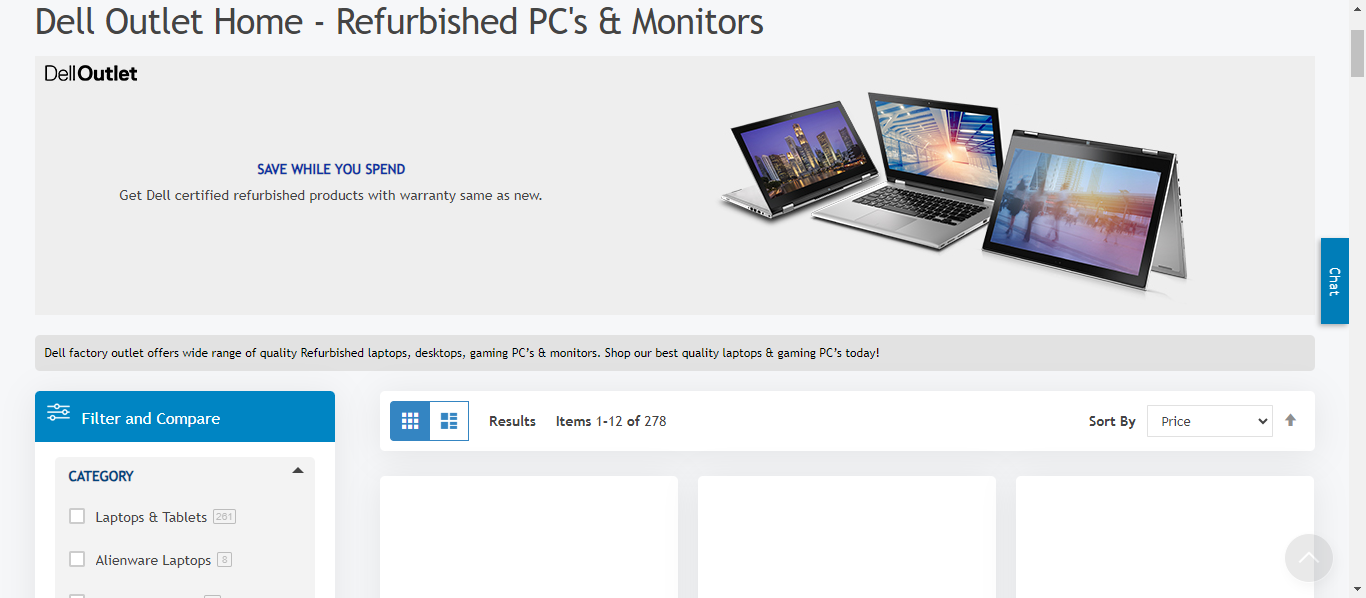 Dell Outlet Home - Refurbished PC's & Monitors
DellOutlet
SAVE WHILE YOU SPEND
Get Dell certified refurbished products with warranty same as new.
Chat
Dell factory outlet offers wide range of quality Refurbished laptops, desktops, gaming PC’s & monitors. Shop our best quality laptops & gaming PC’s today!
Filter and Compare
Results Items 1-12 of 278 Sort By Price
CATEGORY
Laptops & Tablets 261
Alienware Laptops 8